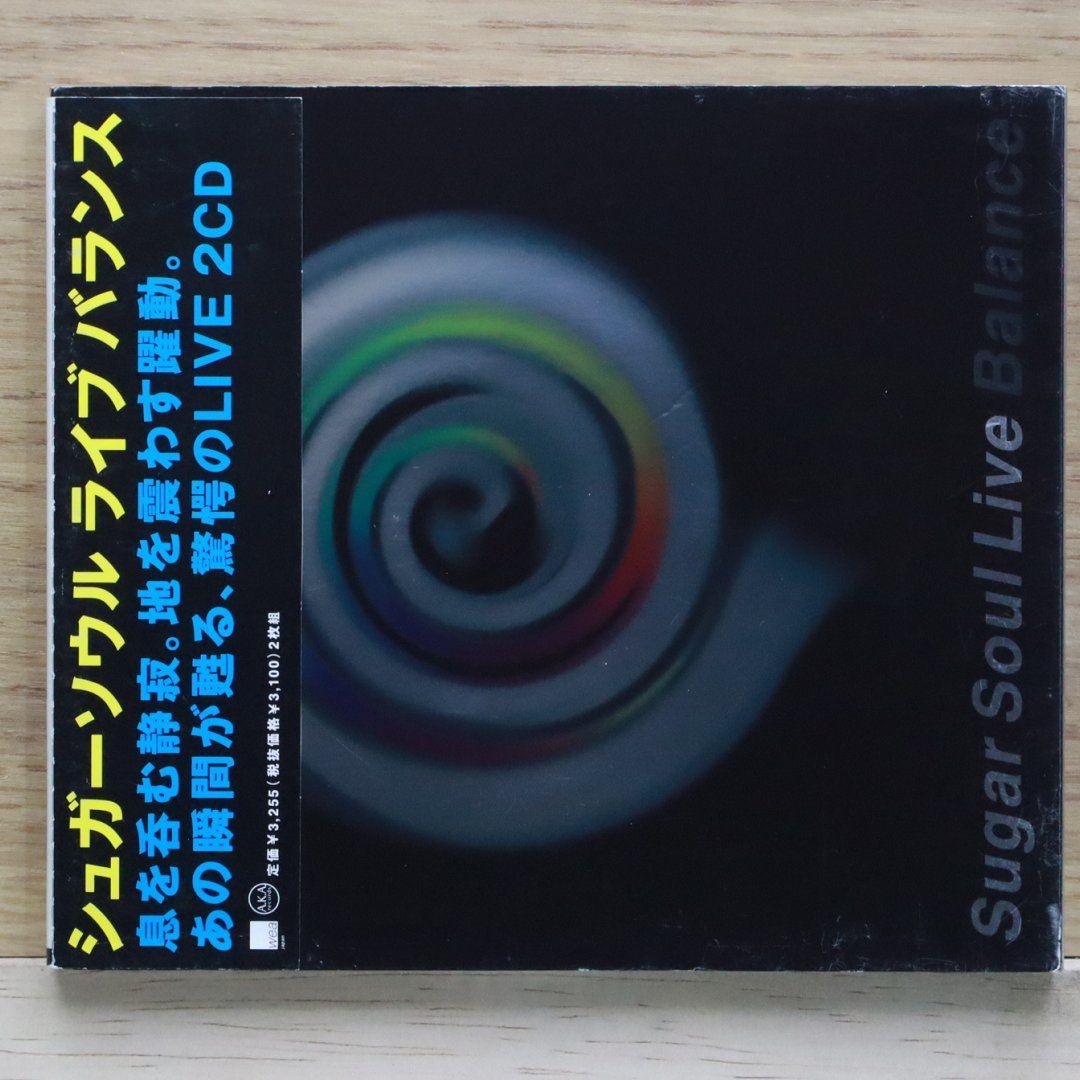 シュガーソウル ライブ バランス
息を呑む静寂。地を震わす躍動。
あの瞬間が甦る、驚愕のLIVE 2CD
定価￥3,255(税抜価格￥3,100)2枚組
wea
Japan
A.K.A
records
Sugar Soul Live Balance